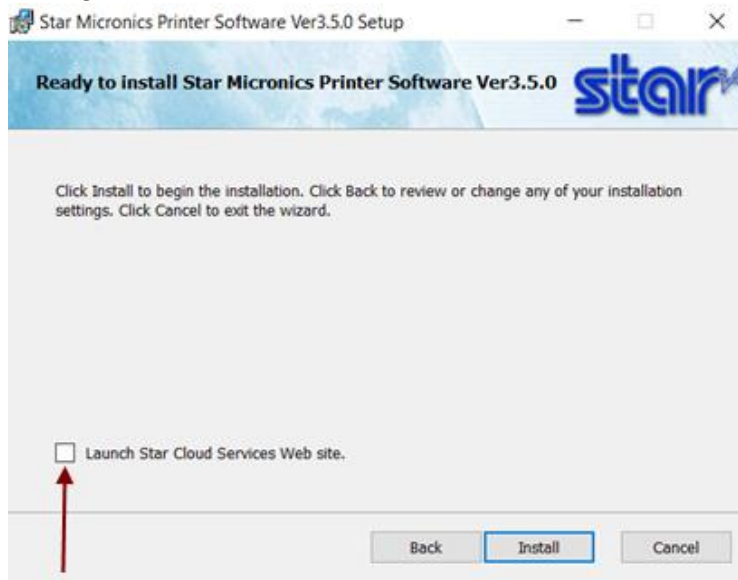 Star Micronics Printer Software Ver3.5.0 Setup
Ready to install Star Micronics Printer Software Ver3.5.0
star
Click Install to begin the installation. Click Back to review or change any of your installation
settings. Click Cancel to exit the wizard.
Launch Star Cloud Services Web site.
Back
Install
Cancel